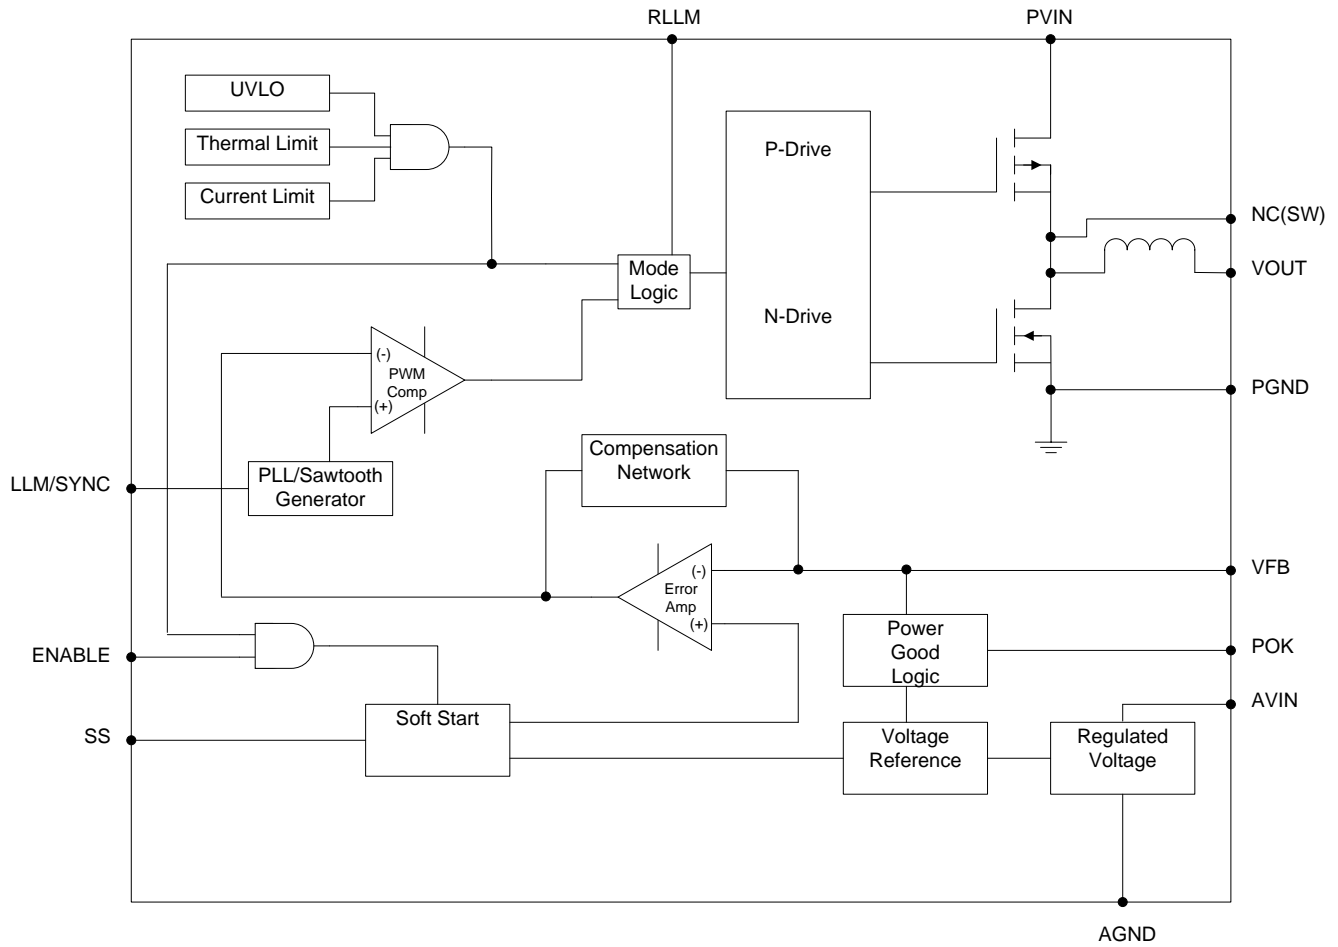 RLLM
PVIN
UVLO
Thermal Limit
Current Limit
P-Drive
N-Drive
NC(SW)
VOUT
Mode
Logic
(-)
PWM
Comp
(+)
PGND
Compensation
Network
LLM/SYNC
PLL/Sawtooth
Generator
(-)
Error
Amp
(+)
VFB
Power
Good
Logic
POK
ENABLE
AVIN
Soft Start
SS
Voltage
Reference
Regulated
Voltage
AGND